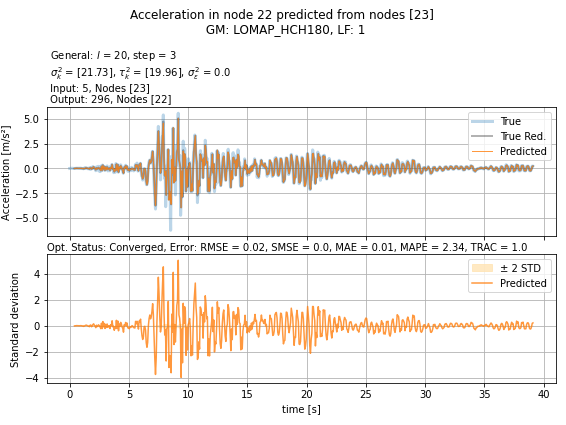 Acceleration in node 22 predicted from nodes [23]
GM: LOMAP_HCH180, LF: 1
General: l = 20, step = 3
σ²ₖ = [21.73], τ²ₖ = [19.96], σ²ₑ = 0.0
Input: 5, Nodes [23]
Output: 296, Nodes [22]
Acceleration [m/s²]
5.0
2.5
0.0
−2.5
−5.0
True
True Red.
Predicted
Opt. Status: Converged, Error: RMSE = 0.02, SMSE = 0.0, MAE = 0.01, MAPE = 2.34, TRAC = 1.0
Standard deviation
4
2
0
−2
−4
± 2 STD
Predicted
0 5 10 15 20 25 30 35 40
time [s]